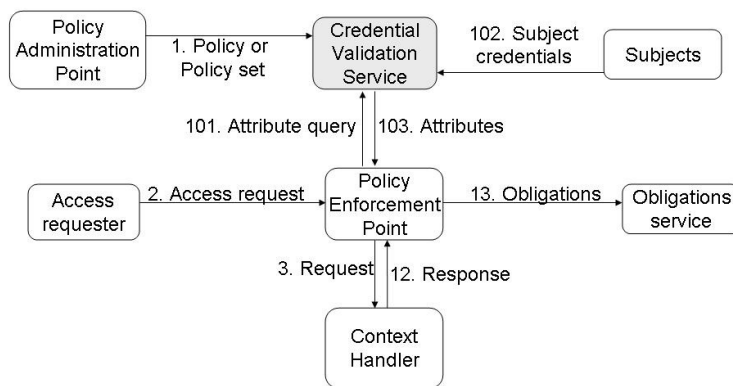 Policy
Administration
Point
1. Policy or
Policy set
Credential
Validation
Service
102. Subject
credentials
Subjects
101. Attribute query
103. Attributes
Access
requester
2. Access request
Policy
Enforcement
Point
13. Obligations
Obligations
service
3. Request
12. Response
Context
Handler